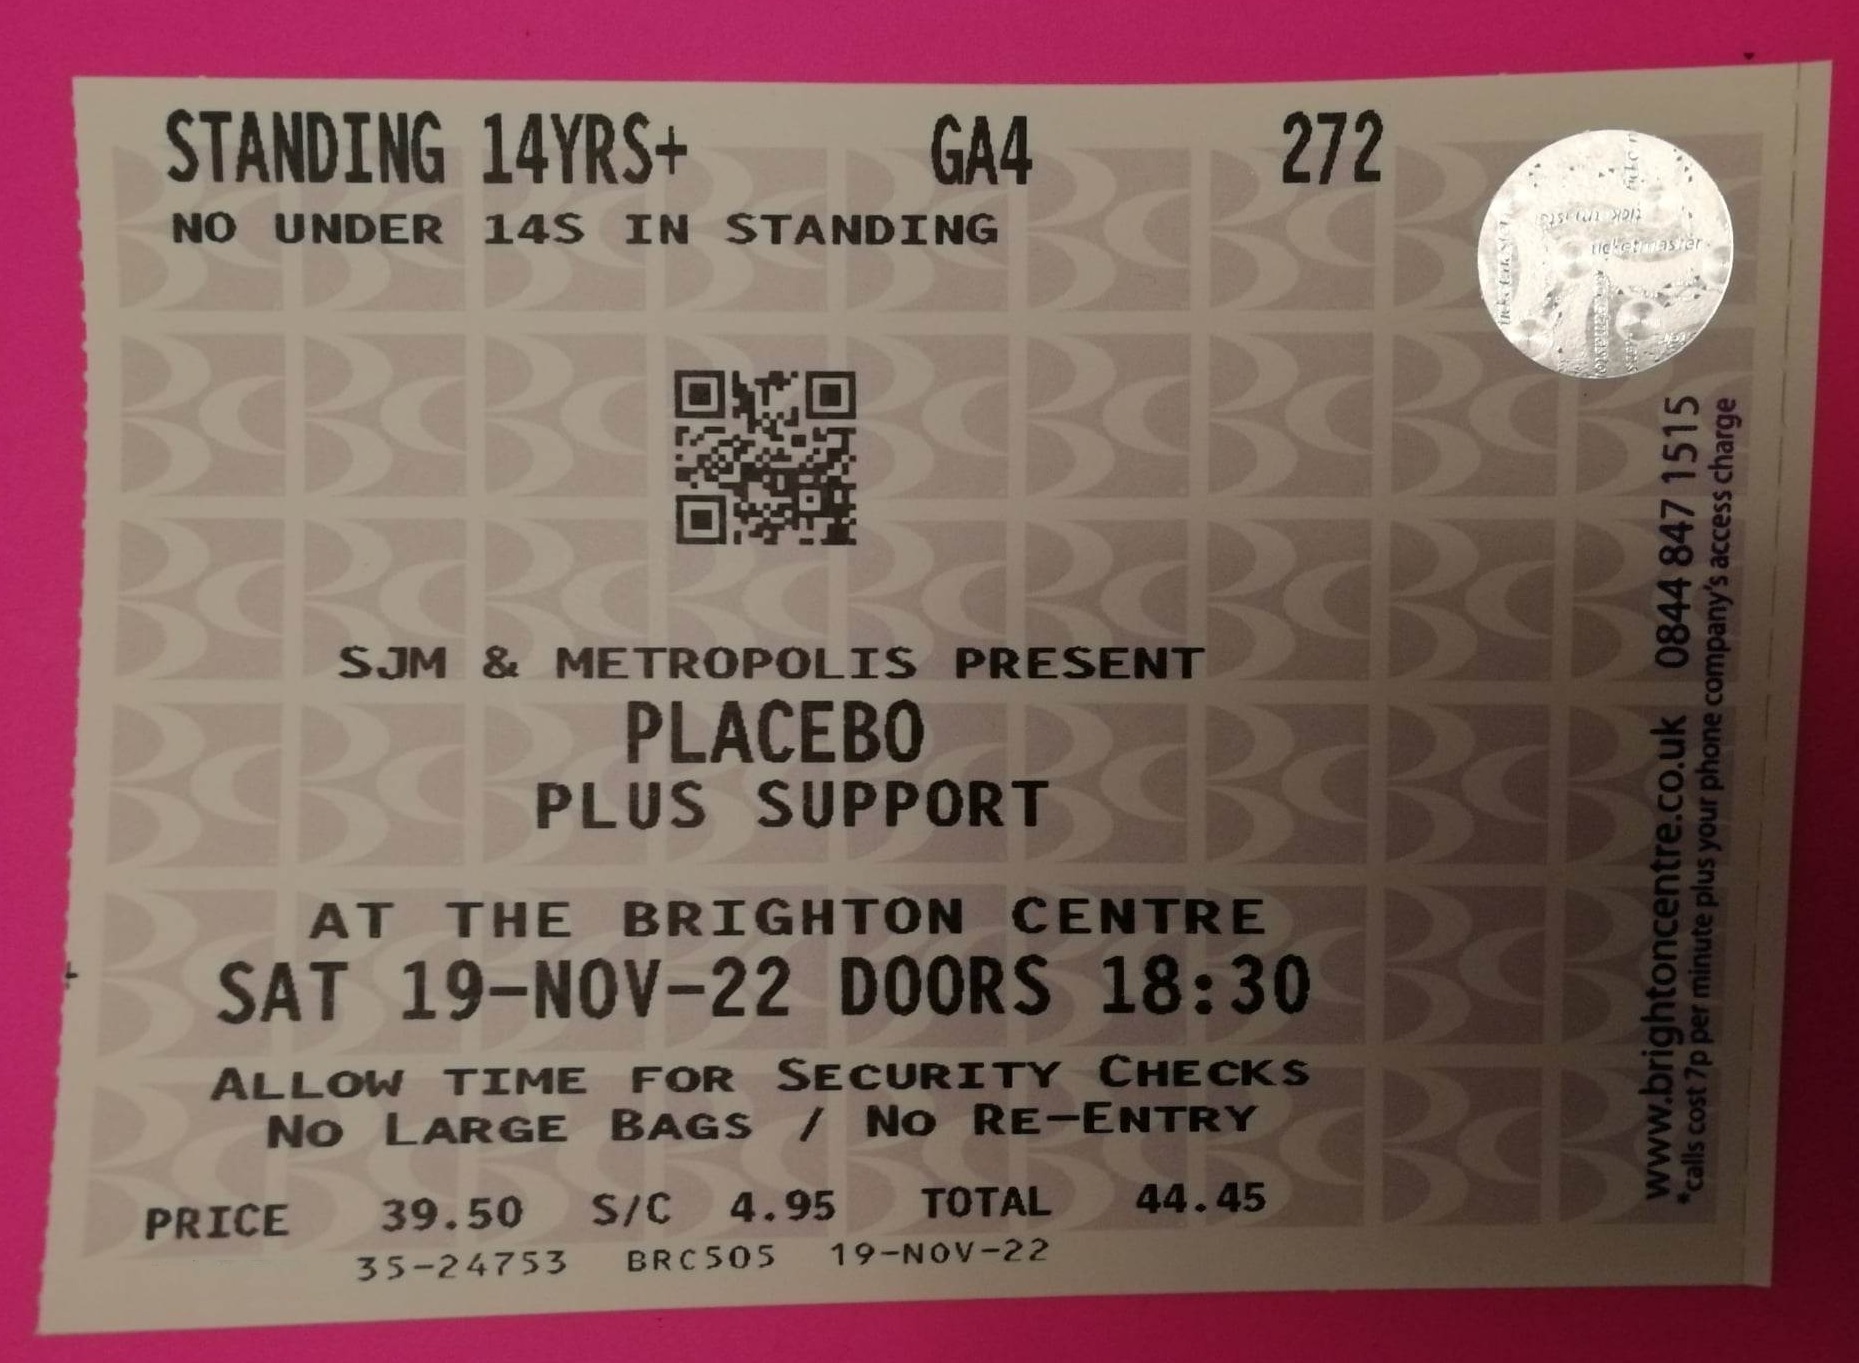 STANDING 14YRS+ GA4 272
NO UNDER 14S IN STANDING
ticketmaster
SJM & METROPOLIS PRESENT
PLACEBO
PLUS SUPPORT
AT THE BRIGHTON CENTRE
SAT 19-NOV-22 DOORS 18:30
ALLOW TIME FOR SECURITY CHECKS
NO LARGE BAGS / NO RE-ENTRY
PRICE 39.50 S/C 4.95 TOTAL 44.45
35-24753 BRC505 19-NOV-22
www.brightoncentre.co.uk 0844 847 1515
*calls cost 7p per minute plus your phone company's access charge